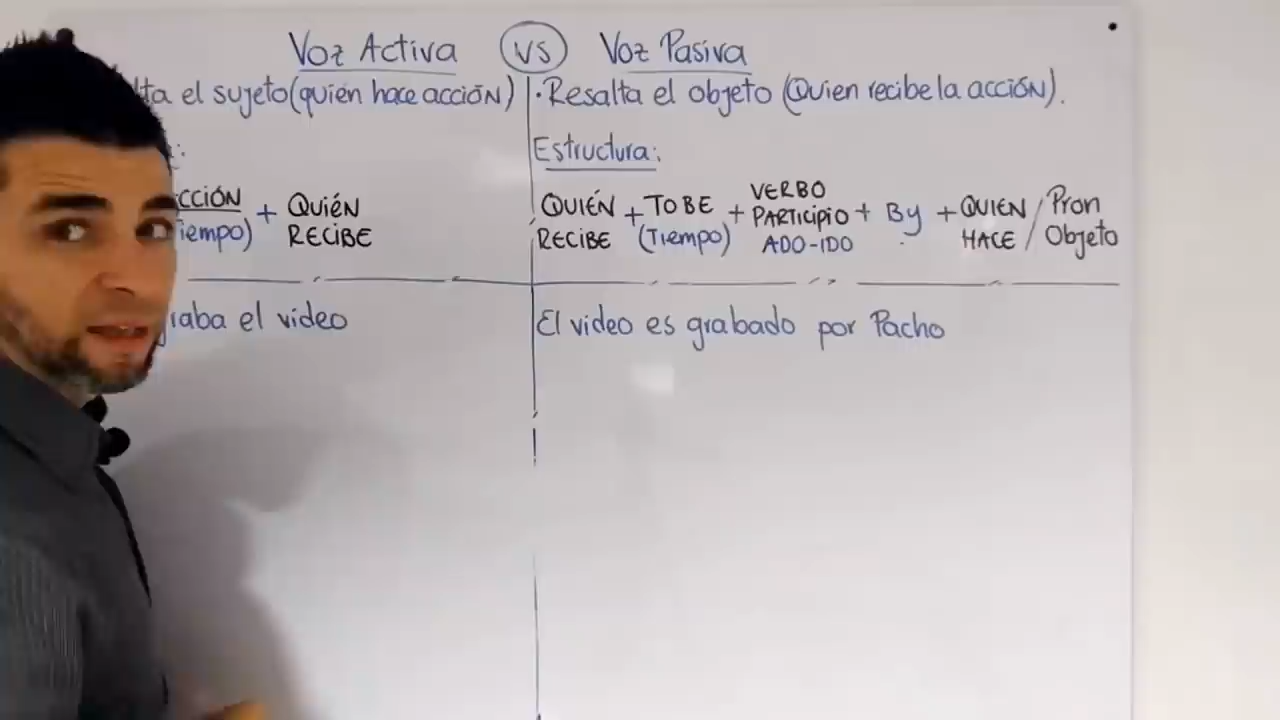 Voz Activa VS Voz Pasiva
el sujeto (quién hace acción)
· Resalta el objeto (Quien recibe la acción).
Estructura:
(Tiempo) + Quién RECIBE
QUIÉN RECIBE + TO BE (Tiempo) + VERBO PARTICIPIO ADO-IDO + By + QUIEN HACE / Pron Objeto
el video
El video es grabado por Pacho